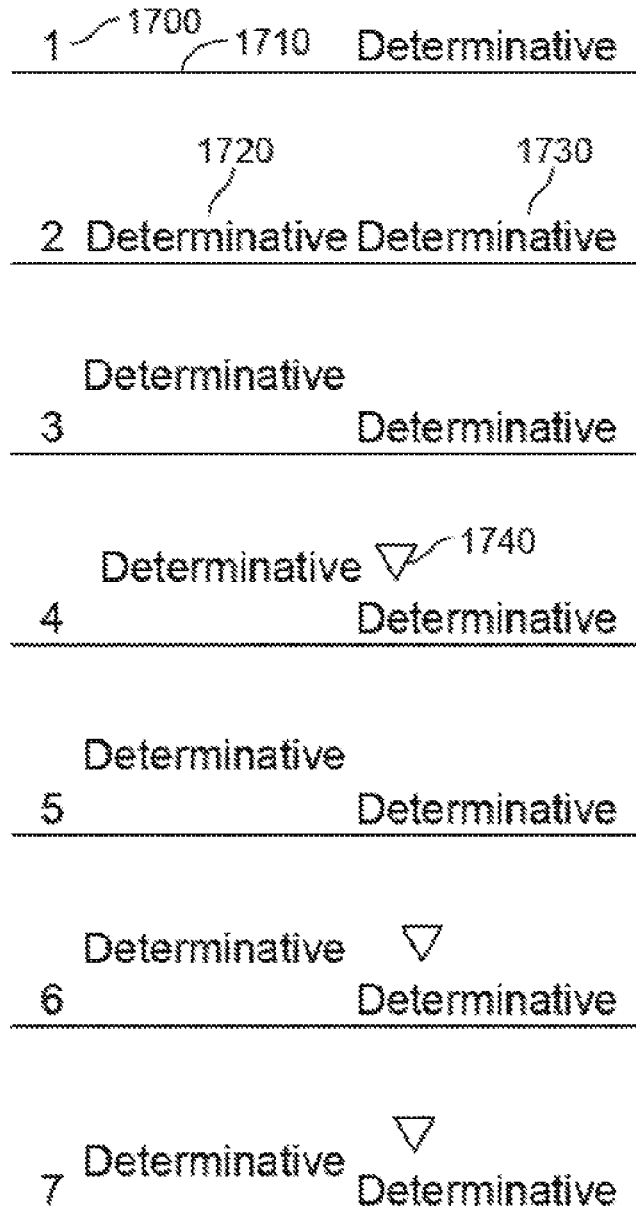 1 1700 1710 Determinative
1720 1730
2 Determinative Determinative
Determinative
3 Determinative
Determinative 1740
4 Determinative
Determinative
5 Determinative
Determinative
6 Determinative
Determinative
7 Determinative